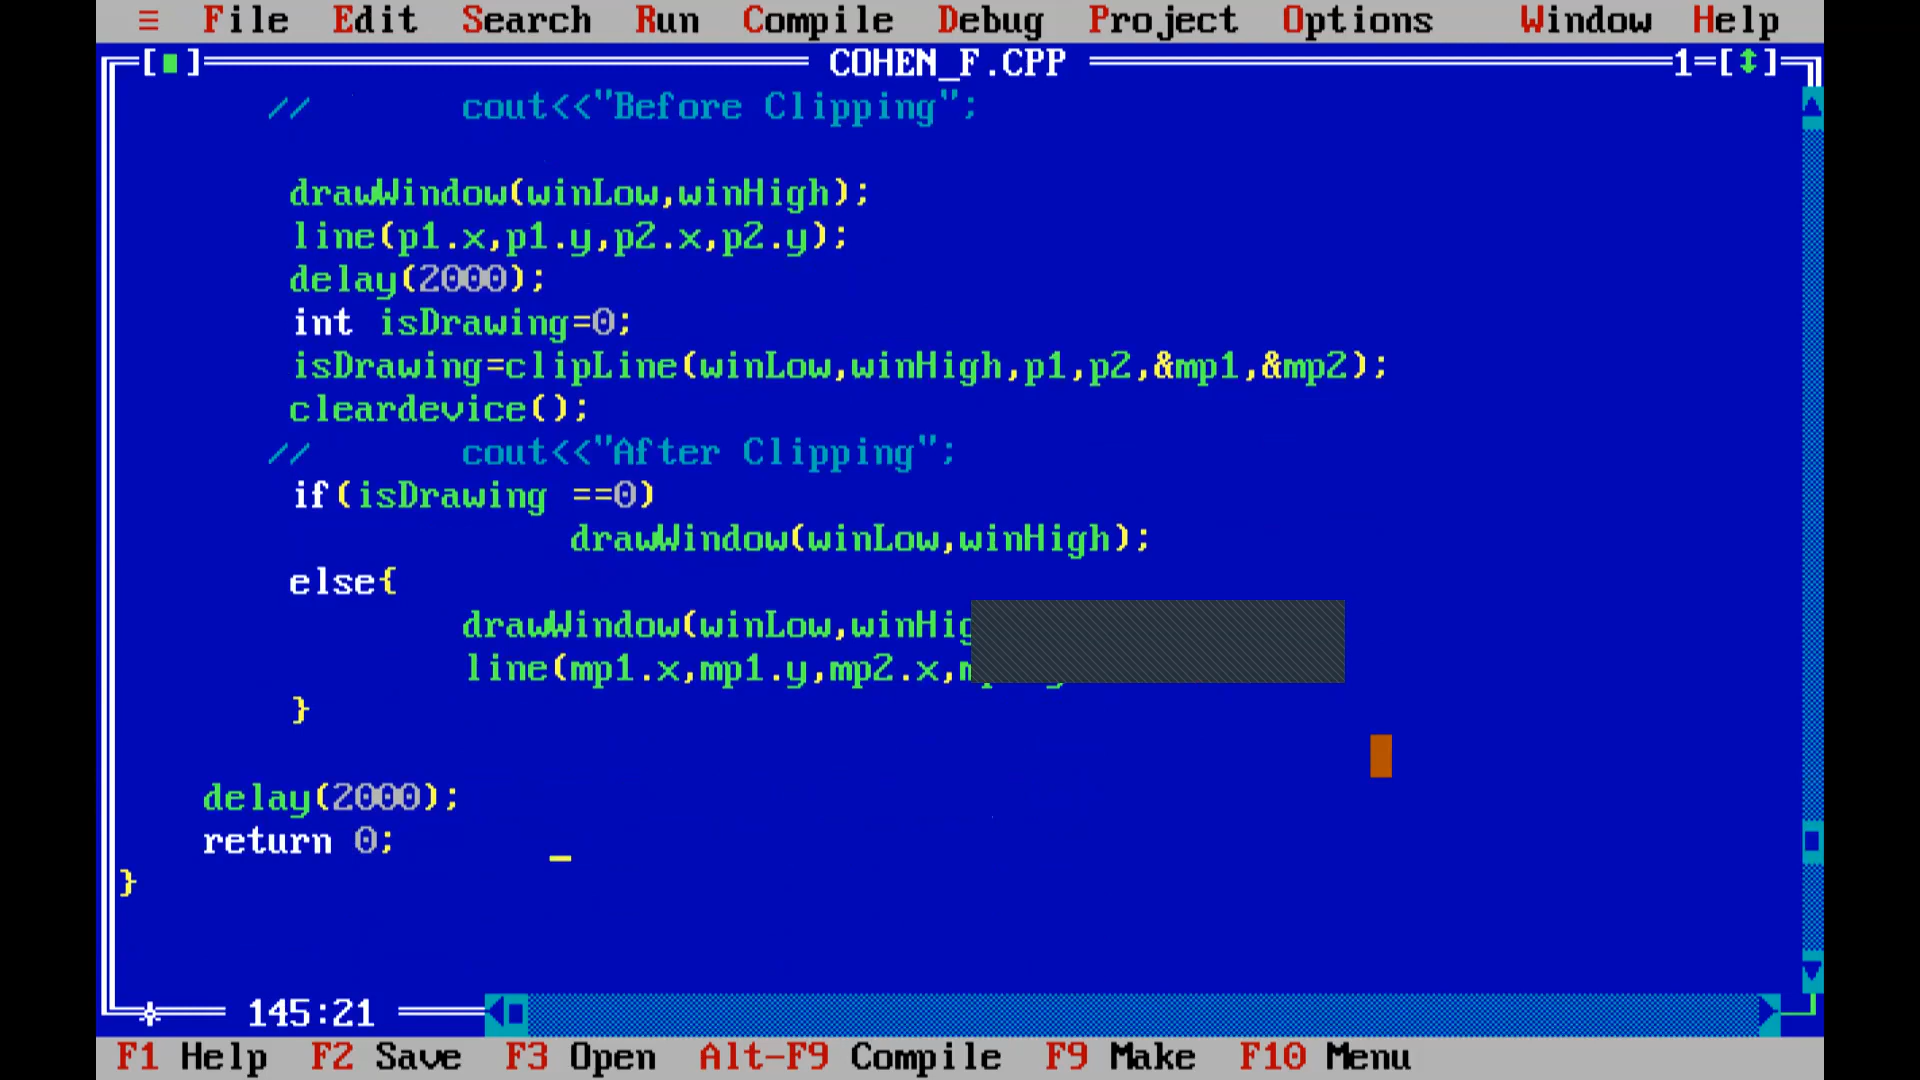 ≡ File Edit Search Run Compile Debug Project Options Window Help
[■] COHEN_F.CPP 1=[↕]
// cout<<"Before Clipping";
drawWindow(winLow,winHigh);
line(p1.x,p1.y,p2.x,p2.y);
delay(2000);
int isDrawing=0;
isDrawing=clipLine(winLow,winHigh,p1,p2,&mp1,&mp2);
cleardevice();
// cout<<"After Clipping";
if(isDrawing ==0)
drawWindow(winLow,winHigh);
else{
drawWindow(winLow,
line(mp1.x,mp1.y,mp2.x,
}
delay(2000);
return 0;
}
145:21
F1 Help F2 Save F3 Open Alt-F9 Compile F9 Make F10 Menu